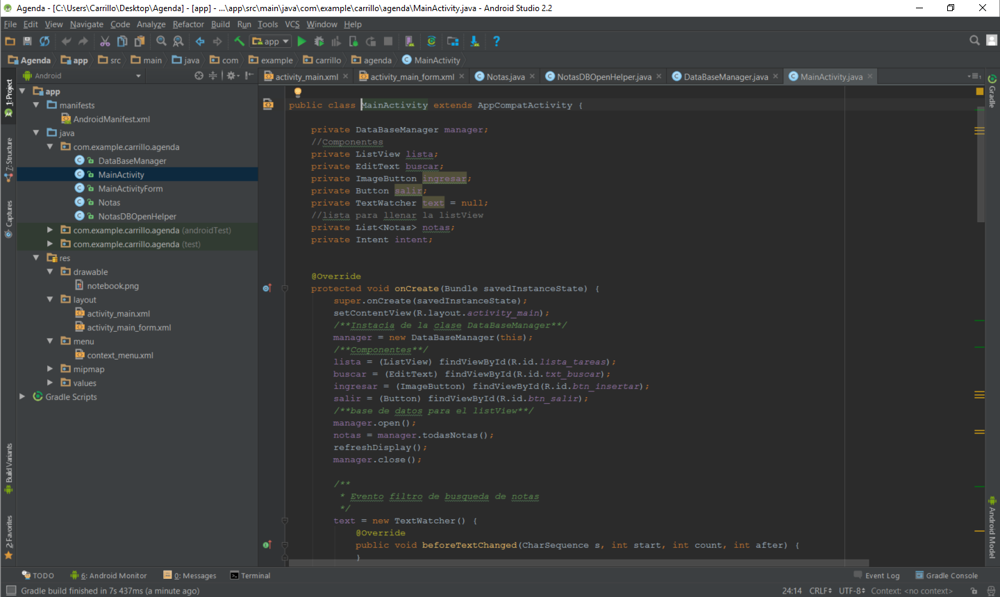 Agenda - [C:\Users\Carrillo\Desktop\Agenda] - [app] - ...\app\src\main\java\com\example\carrillo\agenda\MainActivity.java - Android Studio 2.2
File Edit View Navigate Code Analyze Refactor Build Run Tools VCS Window Help
app
Agenda app src main java com example carrillo agenda MainActivity
Android
activity_main.xml activity_main_form.xml Notas.java NotasDBOpenHelper.java DataBaseManager.java MainActivity.java
1: Project
7: Structure
Captures
Build Variants
2: Favorites
app
manifests
AndroidManifest.xml
java
com.example.carrillo.agenda
DataBaseManager
MainActivity
MainActivityForm
Notas
NotasDBOpenHelper
com.example.carrillo.agenda (androidTest)
com.example.carrillo.agenda (test)
res
drawable
notebook.png
layout
activity_main.xml
activity_main_form.xml
menu
context_menu.xml
mipmap
values
Gradle Scripts
public class MainActivity extends AppCompatActivity {
private DataBaseManager manager;
//Componentes
private ListView lista;
private EditText buscar;
private ImageButton ingresar;
private Button salir;
private TextWatcher text = null;
//lista para llenar la listView
private List<Notas> notas;
private Intent intent;
@Override
protected void onCreate(Bundle savedInstanceState) {
super.onCreate(savedInstanceState);
setContentView(R.layout.activity_main);
/**Instacia de la clase DataBaseManager**/
manager = new DataBaseManager(this);
/**Componentes**/
lista = (ListView) findViewById(R.id.lista_tareas);
buscar = (EditText) findViewById(R.id.txt_buscar);
ingresar = (ImageButton) findViewById(R.id.btn_insertar);
salir = (Button) findViewById(R.id.btn_salir);
/**base de datos para el listView**/
manager.open();
notas = manager.todasNotas();
refreshDisplay();
manager.close();
/**
* Evento filtro de busqueda de notas
*/
text = new TextWatcher() {
@Override
public void beforeTextChanged(CharSequence s, int start, int count, int after) {
}
Gradle
Android Model
TODO 6: Android Monitor 0: Messages Terminal Event Log Gradle Console
Gradle build finished in 7s 437ms (a minute ago) 24:14 CRLF UTF-8 Context: <no context>